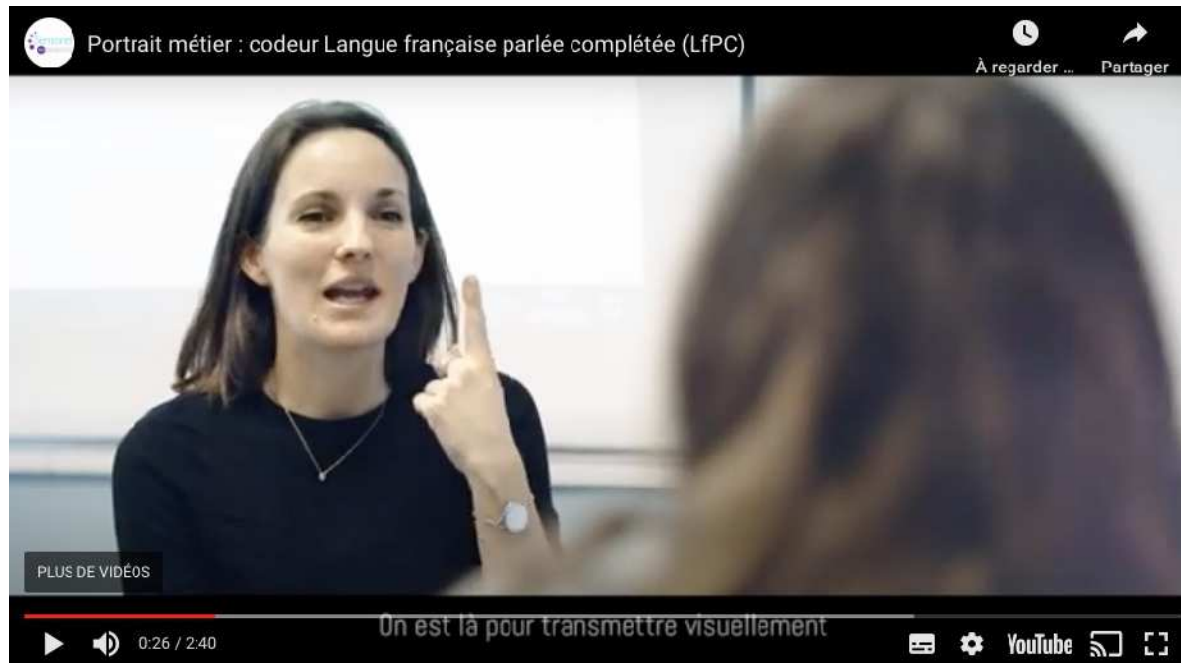 Portrait métier : codeur Langue française parlée complétée (LfPC)
À regarder ...
Partager
PLUS DE VIDÉOS
On est là pour transmettre visuellement
0:26 / 2:40
YouTube